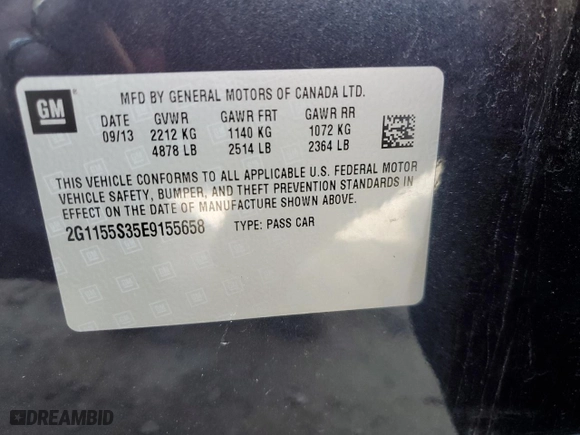 GM
MFD BY GENERAL MOTORS OF CANADA LTD.
DATE GVWR GAWR FRT GAWR RR
09/13 2212 KG 1140 KG 1072 KG
4878 LB 2514 LB 2364 LB
THIS VEHICLE CONFORMS TO ALL APPLICABLE U.S. FEDERAL MOTOR
VEHICLE SAFETY, BUMPER, AND THEFT PREVENTION STANDARDS IN
EFFECT ON THE DATE OF MANUFACTURE SHOWN ABOVE.
2G1155S35E9155658 TYPE: PASS CAR
DREAMBID